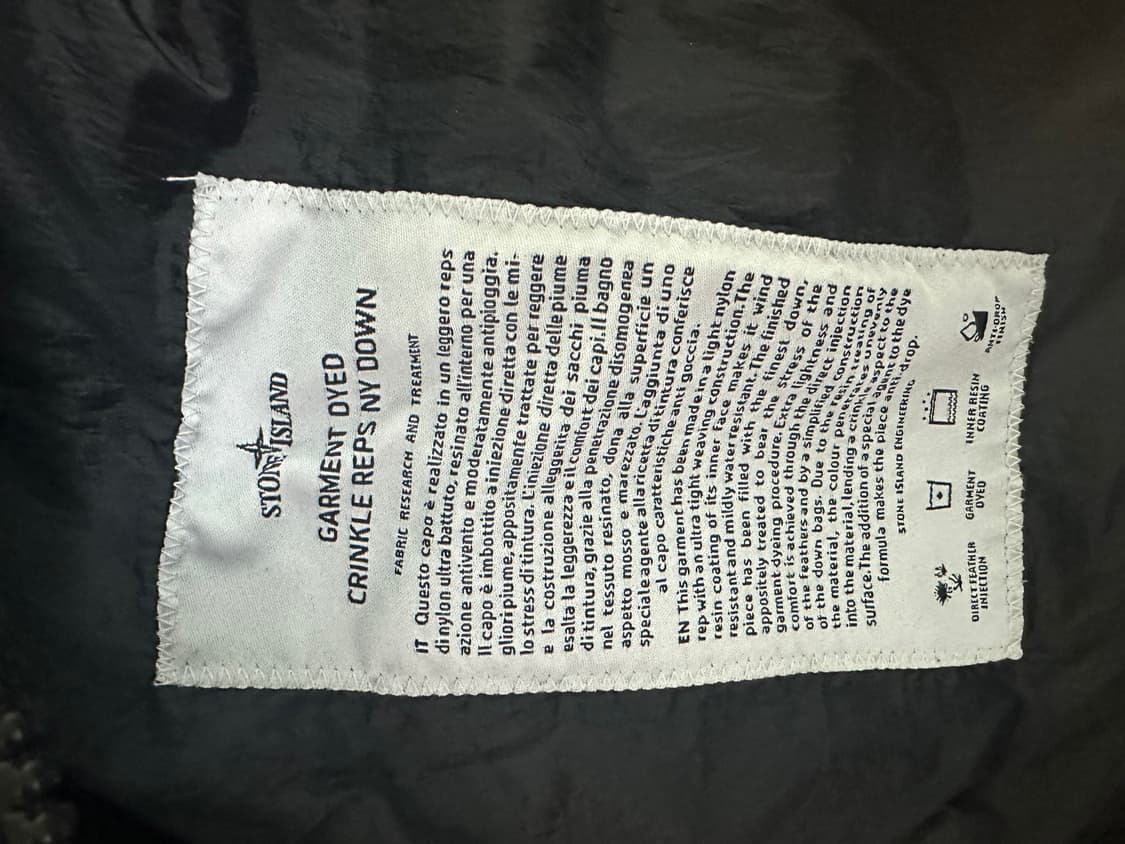 STONE ISLAND
GARMENT DYED
CRINKLE REPS NY DOWN
FABRIC RESEARCH AND TREATMENT
IT Questo capo è realizzato in un leggero reps
di nylon ultra battuto, resinato all'interno per una
azione antivento e moderatamente antipioggia.
Il capo è imbottito a iniezione diretta con le mi-
gliori piume, appositamente trattate per reggere
lo stress di tintura. L'iniezione diretta delle piume
e la costruzione alleggerita dei sacchi piuma
esalta la leggerezza e il comfort dei capi. Il bagno
di tintura, grazie alla penetrazione disomogenea
nel tessuto resinato, dona alla superficie un
aspetto mosso e marezzato. L'aggiunta di uno
speciale agente alla ricetta di tintura conferisce
al capo caratteristiche anti goccia.
EN This garment has been made in a light nylon
rep with an ultra tight weaving construction. The
resin coating of its inner face makes it wind
resistant and mildly water resistant. The finished
piece has been filled with the finest down,
appositely treated to bear the stress of the
garment dyeing procedure. Extra lightness and
comfort is achieved through the direct injection
of the feathers and by a simplified construction
of the down bags. Due to the resin treatment of
the material, the colour penetrates unevenly
into the material, lending a crinkled aspect to the
surface. The addition of a special agent to the dye
formula makes the piece anti-drop.
STONE ISLAND ENGINEERING
DIRECT FEATHER
INJECTION
GARMENT
DYED
INNER RESIN
COATING
ANTI DROP
FINISH